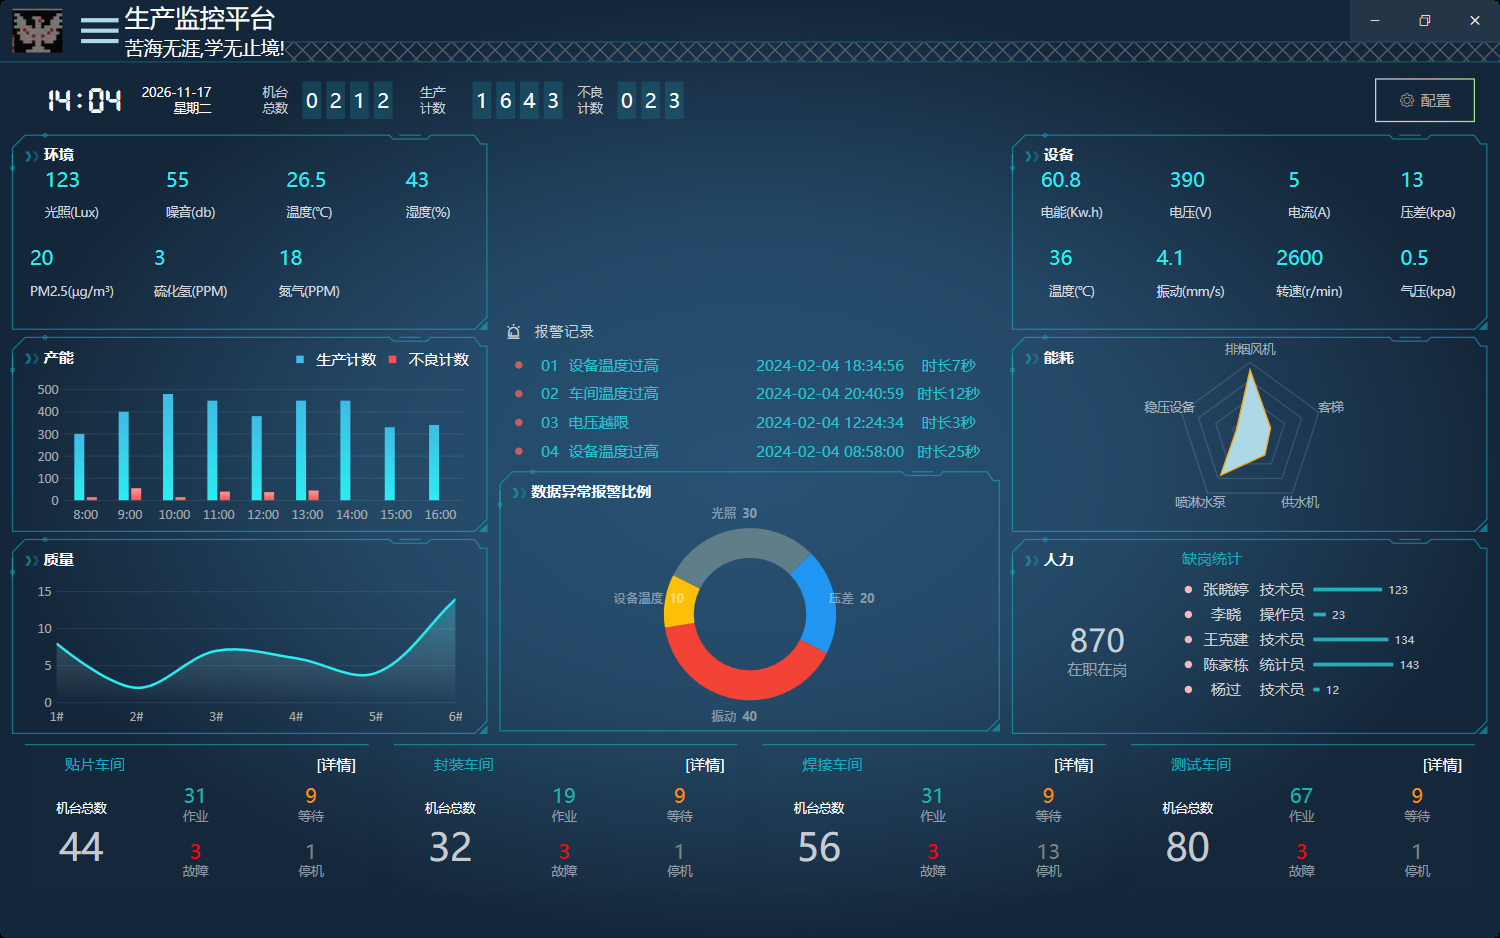 生产监控平台
苦海无涯,学无止境!
14:04
2026-11-17
星期二
机台
总数
0 2 1 2
生产
计数
1 6 4 3
不良
计数
0 2 3
配置
环境
123 55 26.5 43
光照(Lux) 噪音(db) 温度(℃) 湿度(%)
20 3 18
PM2.5(μg/m³) 硫化氢(PPM) 氮气(PPM)
设备
60.8 390 5 13
电能(Kw.h) 电压(V) 电流(A) 压差(kpa)
36 4.1 2600 0.5
温度(℃) 振动(mm/s) 转速(r/min) 气压(kpa)
产能
生产计数 不良计数
500
400
300
200
100
0
8:00 9:00 10:00 11:00 12:00 13:00 14:00 15:00 16:00
报警记录
01 设备温度过高 2024-02-04 18:34:56 时长7秒
02 车间温度过高 2024-02-04 20:40:59 时长12秒
03 电压越限 2024-02-04 12:24:34 时长3秒
04 设备温度过高 2024-02-04 08:58:00 时长25秒
能耗
排烟风机
稳压设备 客梯
喷淋水泵 供水机
质量
15
10
5
0
1# 2# 3# 4# 5# 6#
数据异常报警比例
光照 30
设备温度 10
压差 20
振动 40
人力
870
在职在岗
缺岗统计
张晓婷 技术员 123
李晓 操作员 23
王克建 技术员 134
陈家栋 统计员 143
杨过 技术员 12
贴片车间 [详情]
机台总数
44
31 9
作业 等待
3 1
故障 停机
封装车间 [详情]
机台总数
32
19 9
作业 等待
3 1
故障 停机
焊接车间 [详情]
机台总数
56
31 9
作业 等待
3 13
故障 停机
测试车间 [详情]
机台总数
80
67 9
作业 等待
3 1
故障 停机